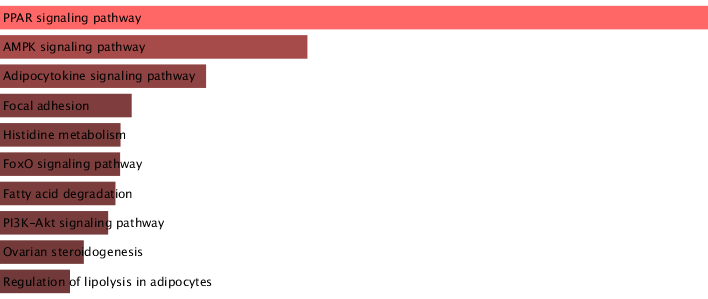 PPAR signaling pathway
AMPK signaling pathway
Adipocytokine signaling pathway
Focal adhesion
Histidine metabolism
FoxO signaling pathway
Fatty acid degradation
PI3K-Akt signaling pathway
Ovarian steroidogenesis
Regulation of lipolysis in adipocytes